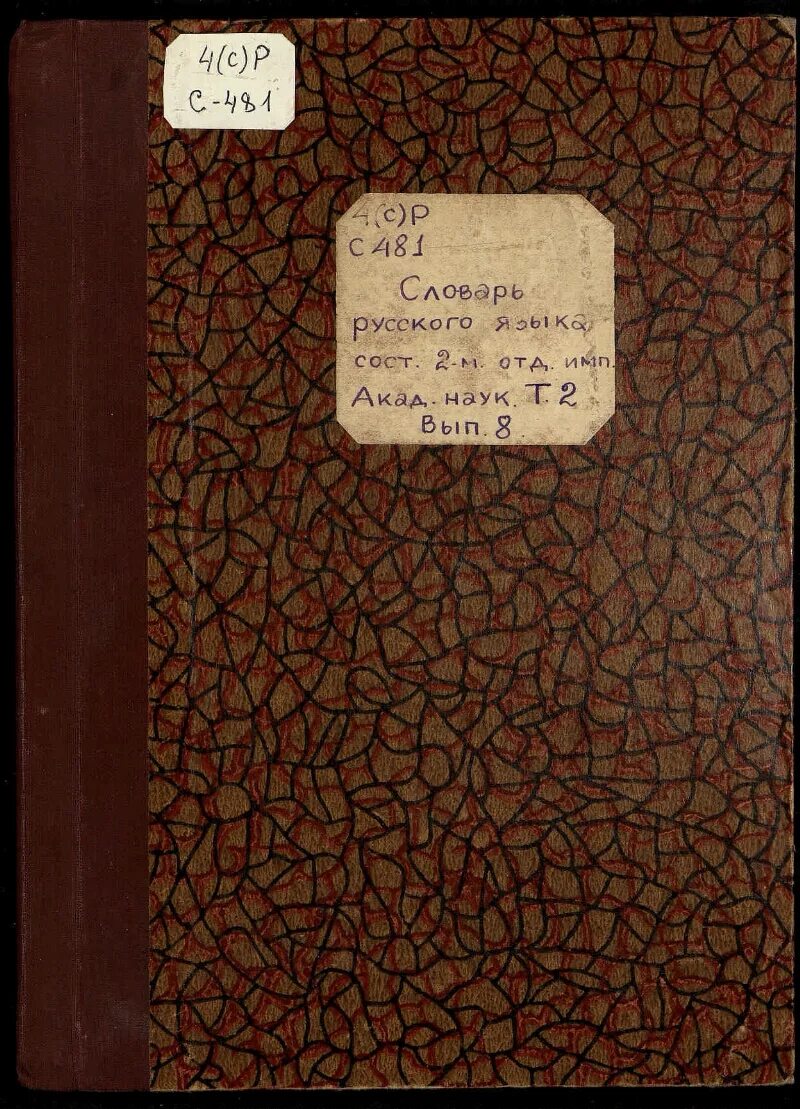 4(с)Р
С-481
4(с)Р
С 481
Словарь
русского языка
сост. 2-м. отд. имп.
Акад. наук. Т. 2
Вып. 8.